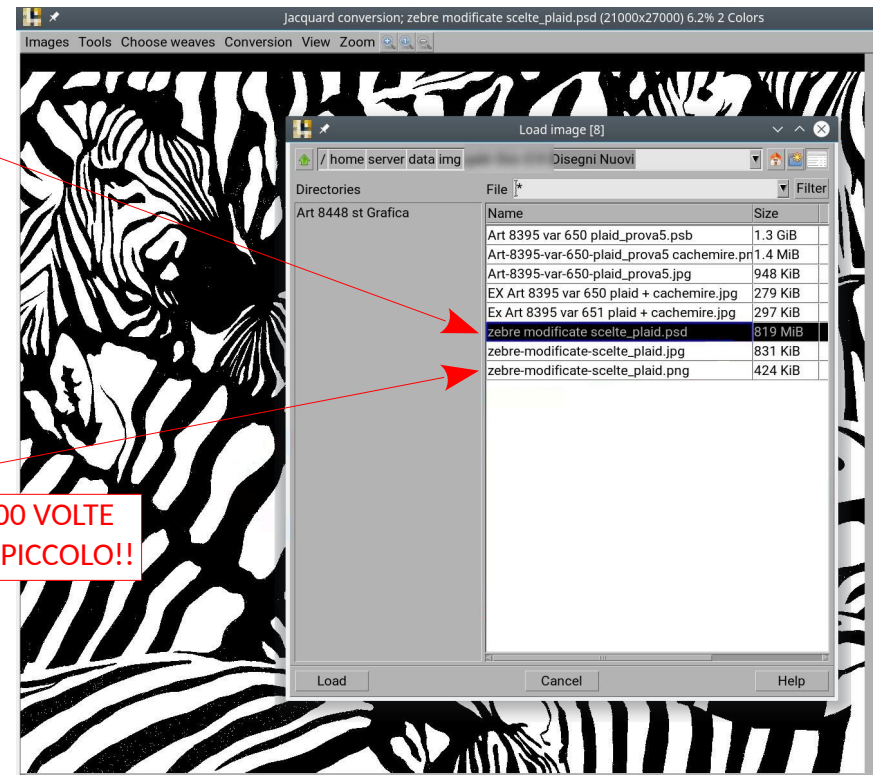 Jacquard conversion; zebre modificate scelte_plaid.psd (21000x27000) 6.2% 2 Colors
Images Tools Choose weaves Conversion View Zoom
Load image [8]
/ home server data img Disegni Nuovi
Directories
File * Filter
Art 8448 st Grafica
Name Size
Art 8395 var 650 plaid_prova5.psb 1.3 GiB
Art-8395-var-650-plaid_prova5 cachemire.pn 1.4 MiB
Art-8395-var-650-plaid_prova5.jpg 948 KiB
EX Art 8395 var 650 plaid + cachemire.jpg 279 KiB
Ex Art 8395 var 651 plaid + cachemire.jpg 297 KiB
zebre modificate scelte_plaid.psd 819 MiB
zebre-modificate-scelte_plaid.jpg 831 KiB
zebre-modificate-scelte_plaid.png 424 KiB
00 VOLTE
PICCOLO!!
Load Cancel Help